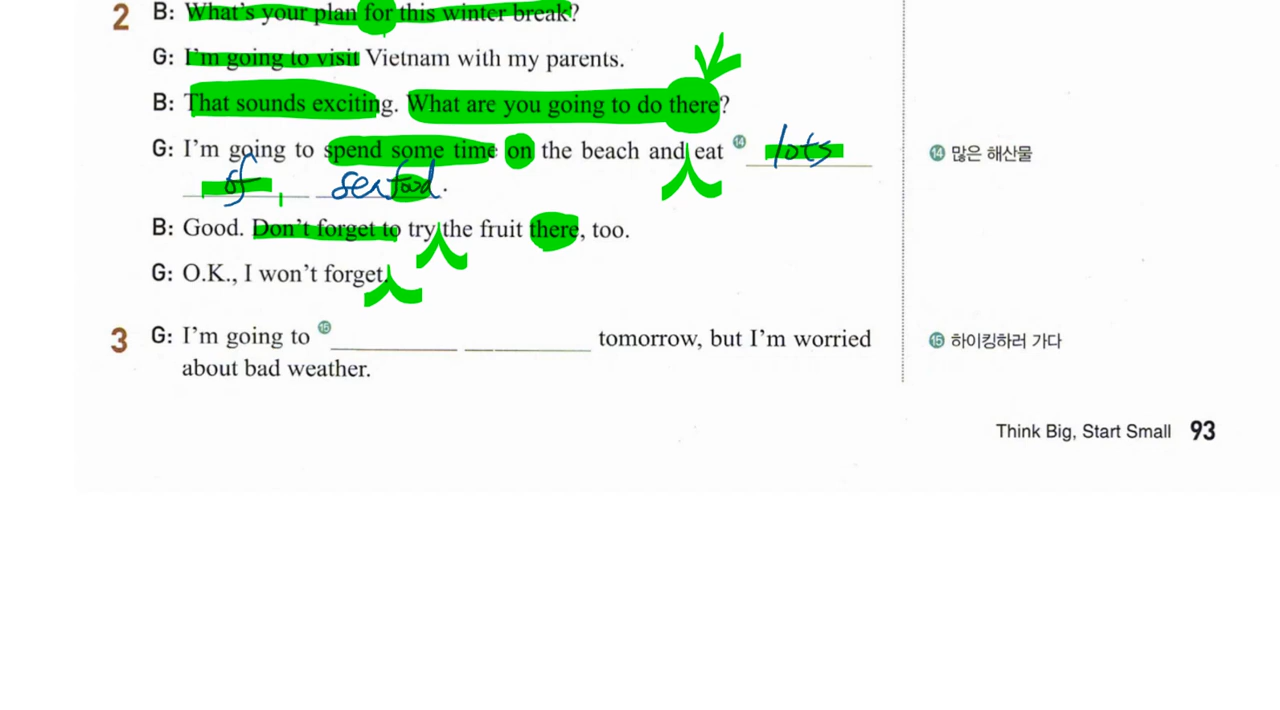 2 B: What's your plan for this winter break?
G: I'm going to visit Vietnam with my parents.
B: That sounds exciting. What are you going to do there?
G: I'm going to spend some time on the beach and eat ⑭ lots ⑭ 많은 해산물
of seafood.
B: Good. Don't forget to try the fruit there, too.
G: O.K., I won't forget.
3 G: I'm going to ⑮ ________ ________ tomorrow, but I'm worried ⑮ 하이킹하러 가다
about bad weather.
Think Big, Start Small 93